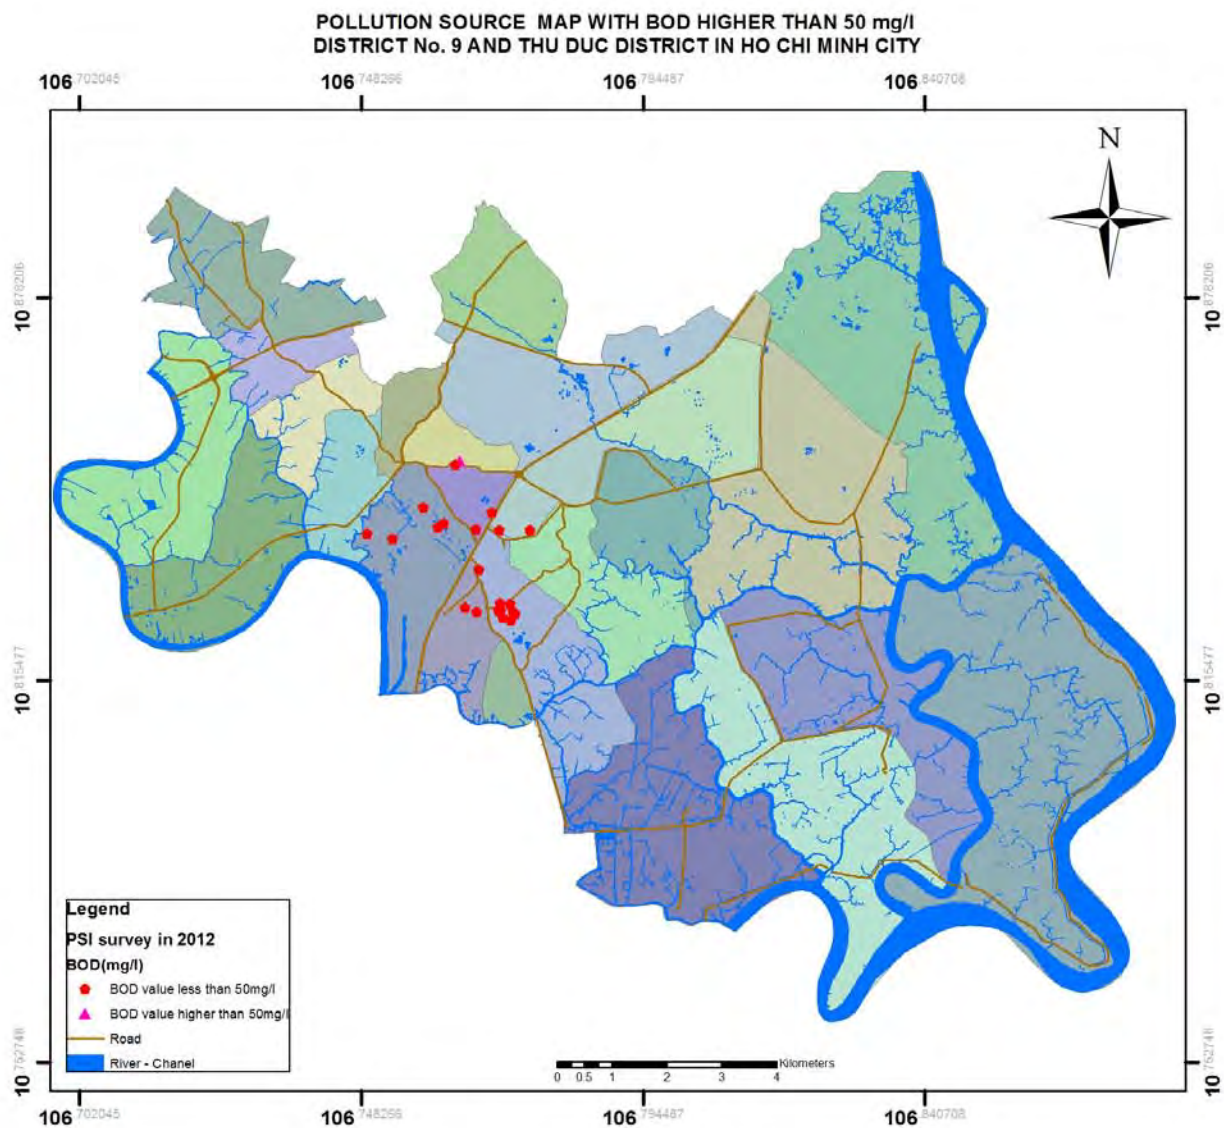 POLLUTION SOURCE MAP WITH BOD HIGHER THAN 50 mg/l
DISTRICT No. 9 AND THU DUC DISTRICT IN HO CHI MINH CITY
106.702045 106.748266 106.794487 106.840708
N
10.878206 10.878206
10.815477 10.815477
Legend
PSI survey in 2012
BOD(mg/l)
BOD value less than 50mg/l
BOD value higher than 50mg/l
Road
River - Chanel
Kilometers
0 0.5 1 2 3 4
10.752748 10.752748
106.702045 106.748266 106.794487 106.840708